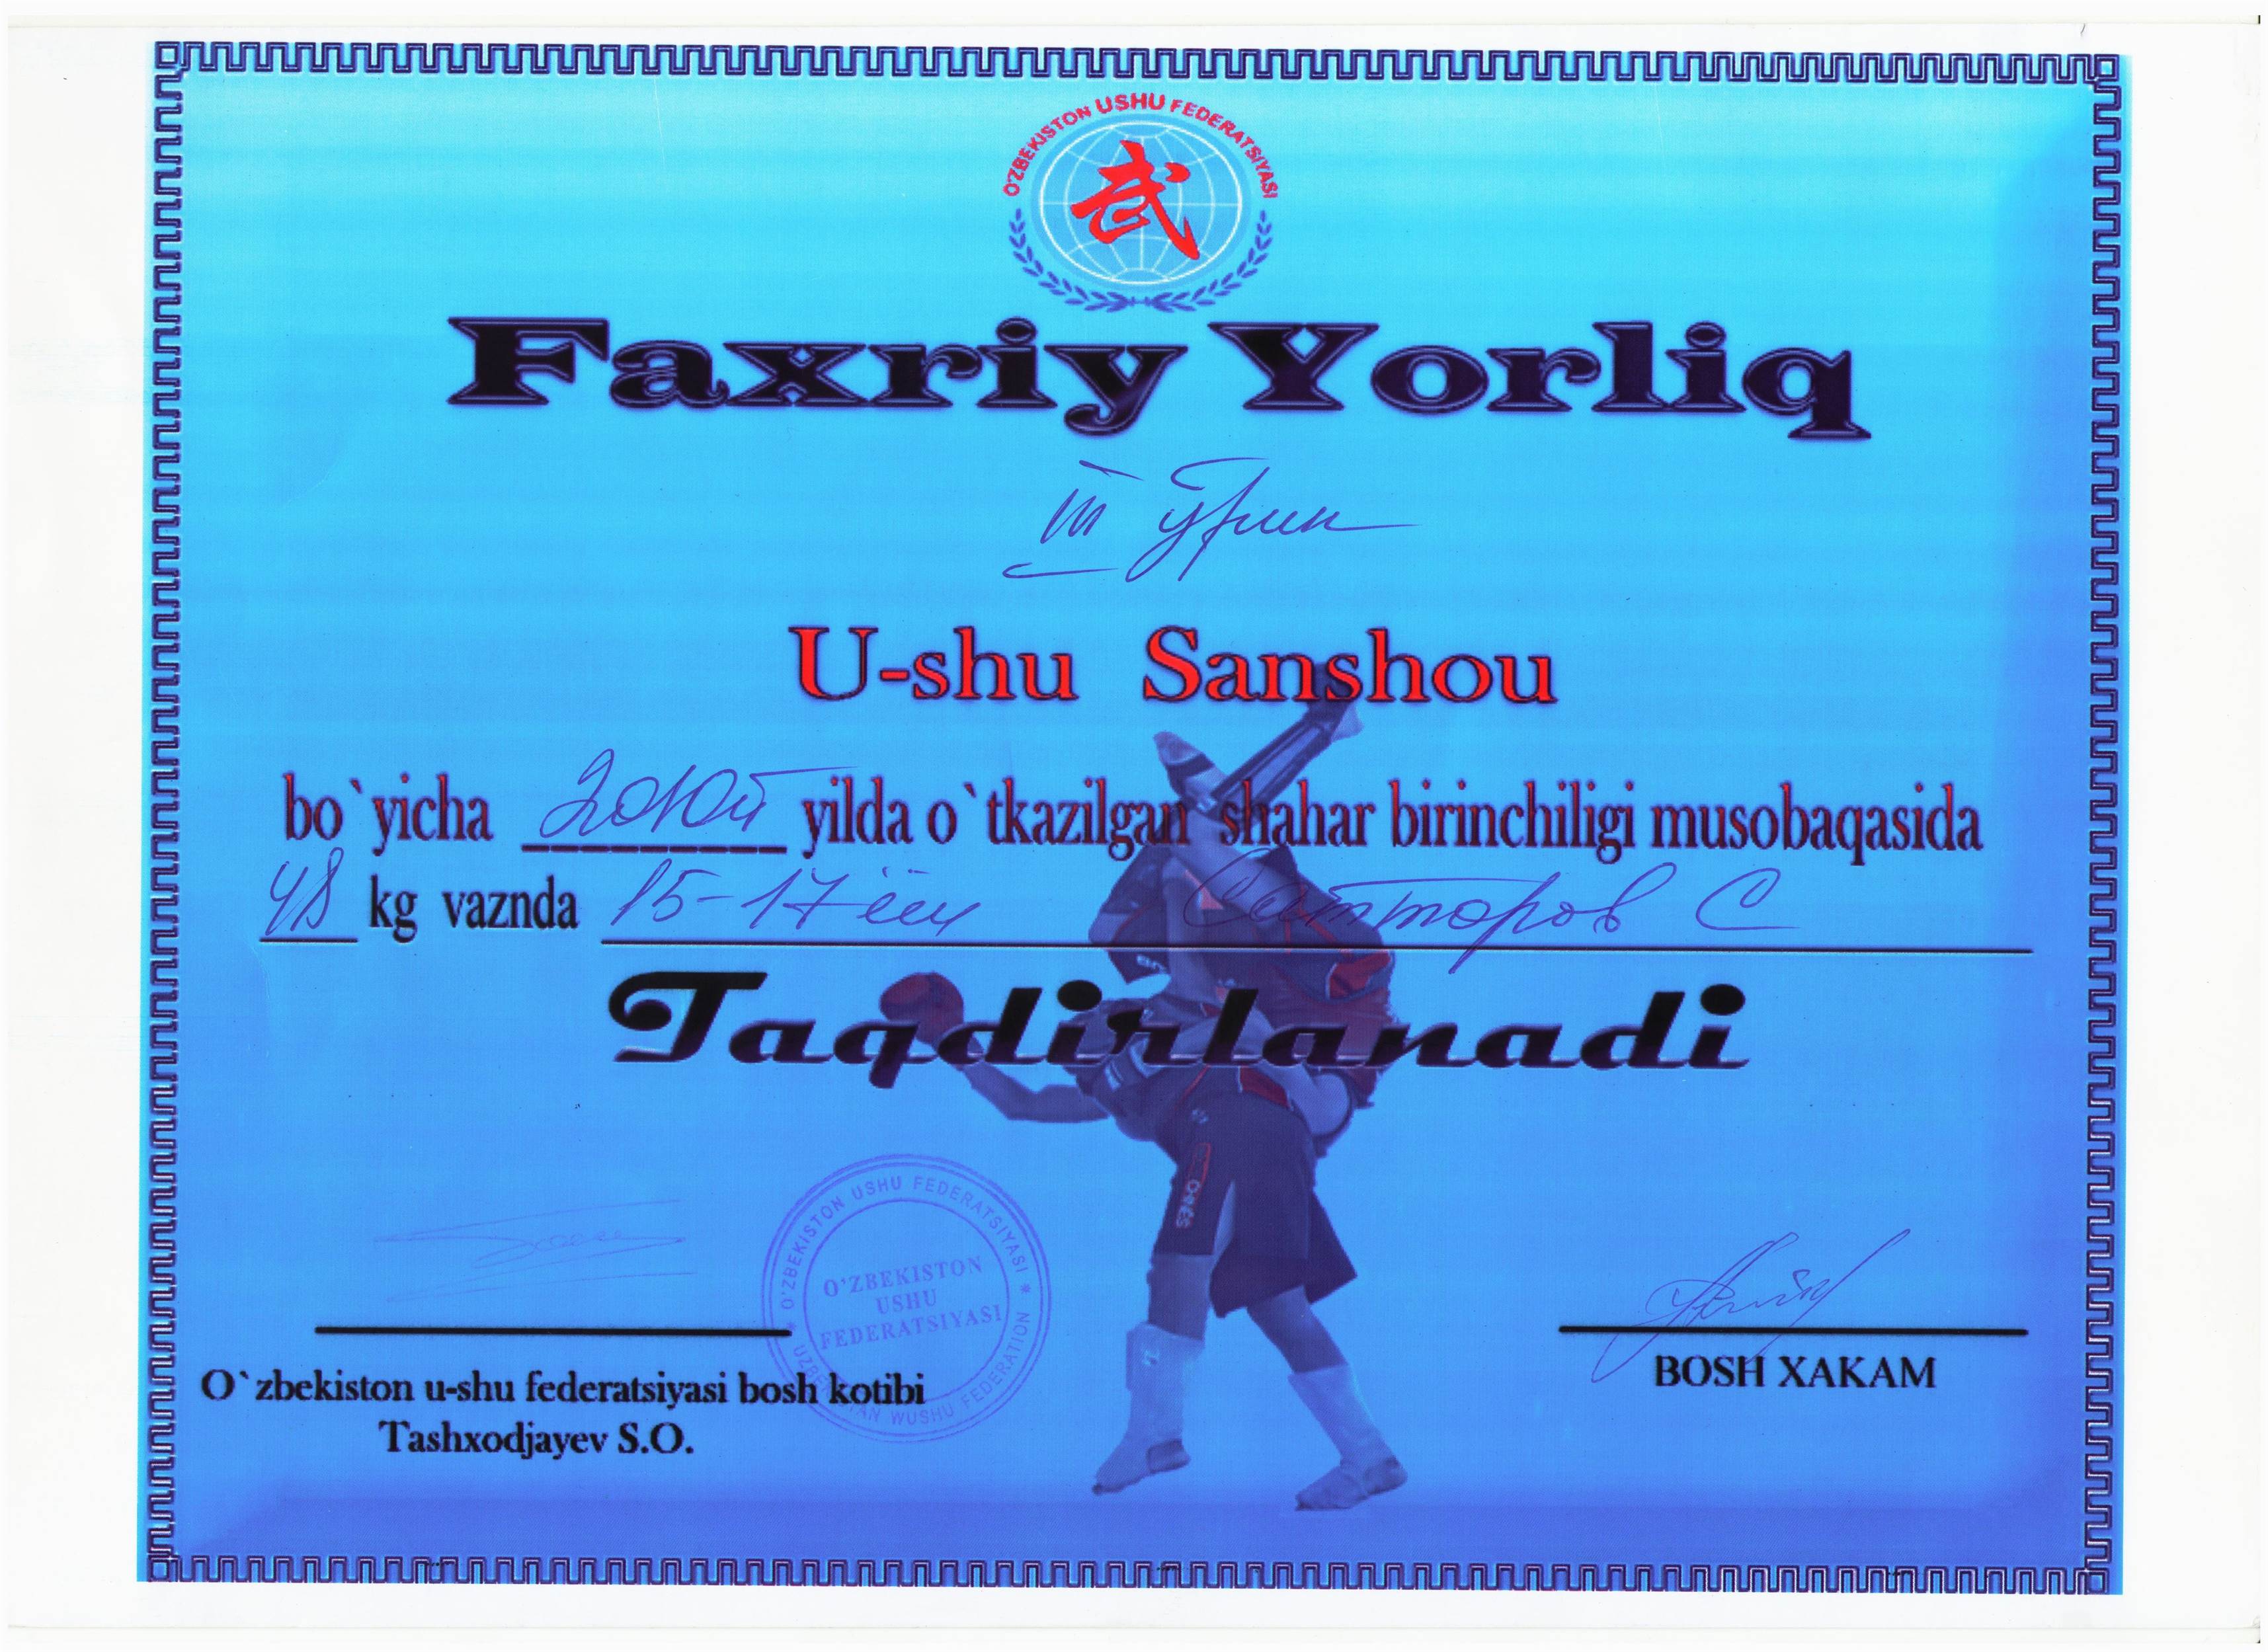 O'ZBEKISTON USHU FEDERATSIYASI
武
Faxriy Yorliq
III ўрин
U-shu Sanshou
bo`yicha 2010й yilda o`tkazilgan shahar birinchiligi musobaqasida
48 kg vaznda 15-17 ёш Сатторов С
Taqdirlanadi
O'ZBEKISTON USHU FEDERATSIYASI * UZBEKISTAN WUSHU FEDERATION *
O'ZBEKISTON
USHU
FEDERATSIYASI
O`zbekiston u-shu federatsiyasi bosh kotibi
Tashxodjayev S.O.
BOSH XAKAM